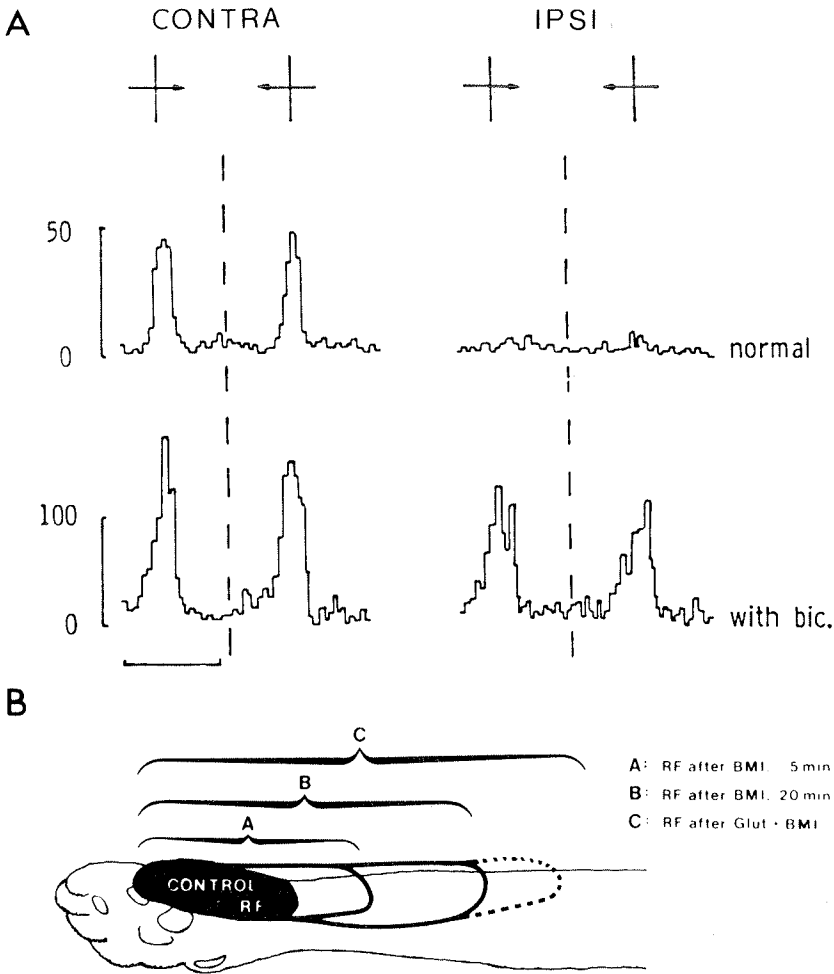 A
CONTRA
IPSI
50
0
normal
100
0
with bic.
B
C
B
A
A: RF after BMI. 5 min
B: RF after BMI. 20 min
C: RF after Glut + BMI
CONTROL
RF